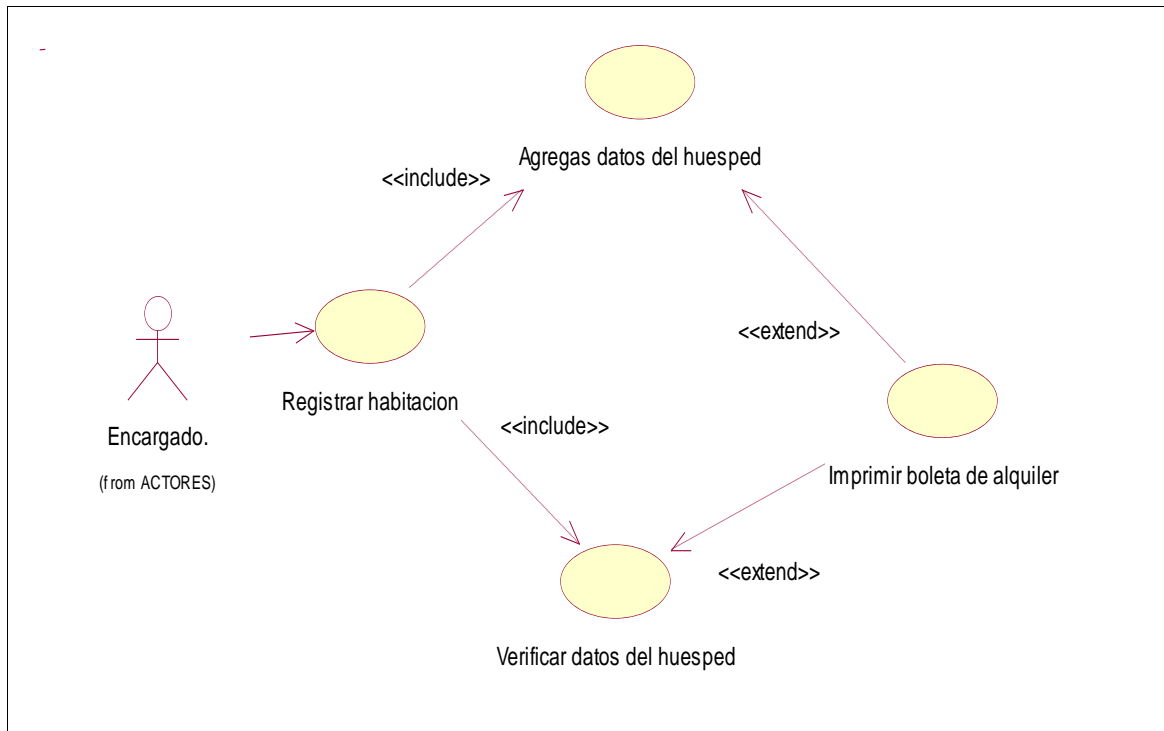 Agregas datos del huesped
<<include>>
<<extend>>
Registrar habitacion
<<include>>
Encargado.
(from ACTORES)
Imprimir boleta de alquiler
<<extend>>
Verificar datos del huesped